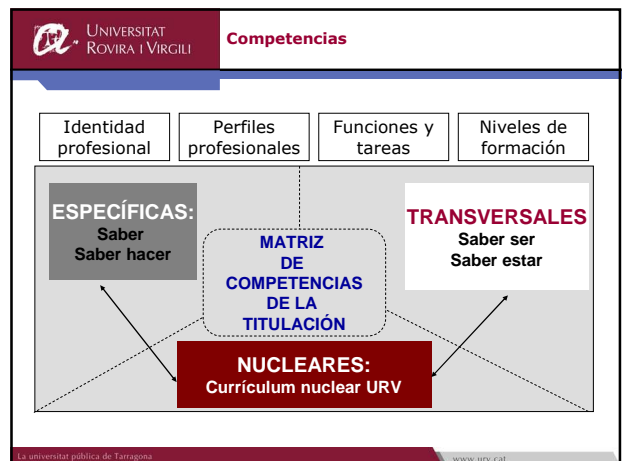 UNIVERSITAT
ROVIRA I VIRGILI
Competencias
Identidad
profesional
Perfiles
profesionales
Funciones y
tareas
Niveles de
formación
ESPECÍFICAS:
Saber
Saber hacer
MATRIZ
DE
COMPETENCIAS
DE LA
TITULACIÓN
TRANSVERSALES
Saber ser
Saber estar
NUCLEARES:
Currículum nuclear URV
La universitat pública de Tarragona
www.urv.cat